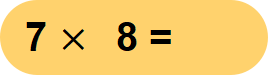 7 × 8 =